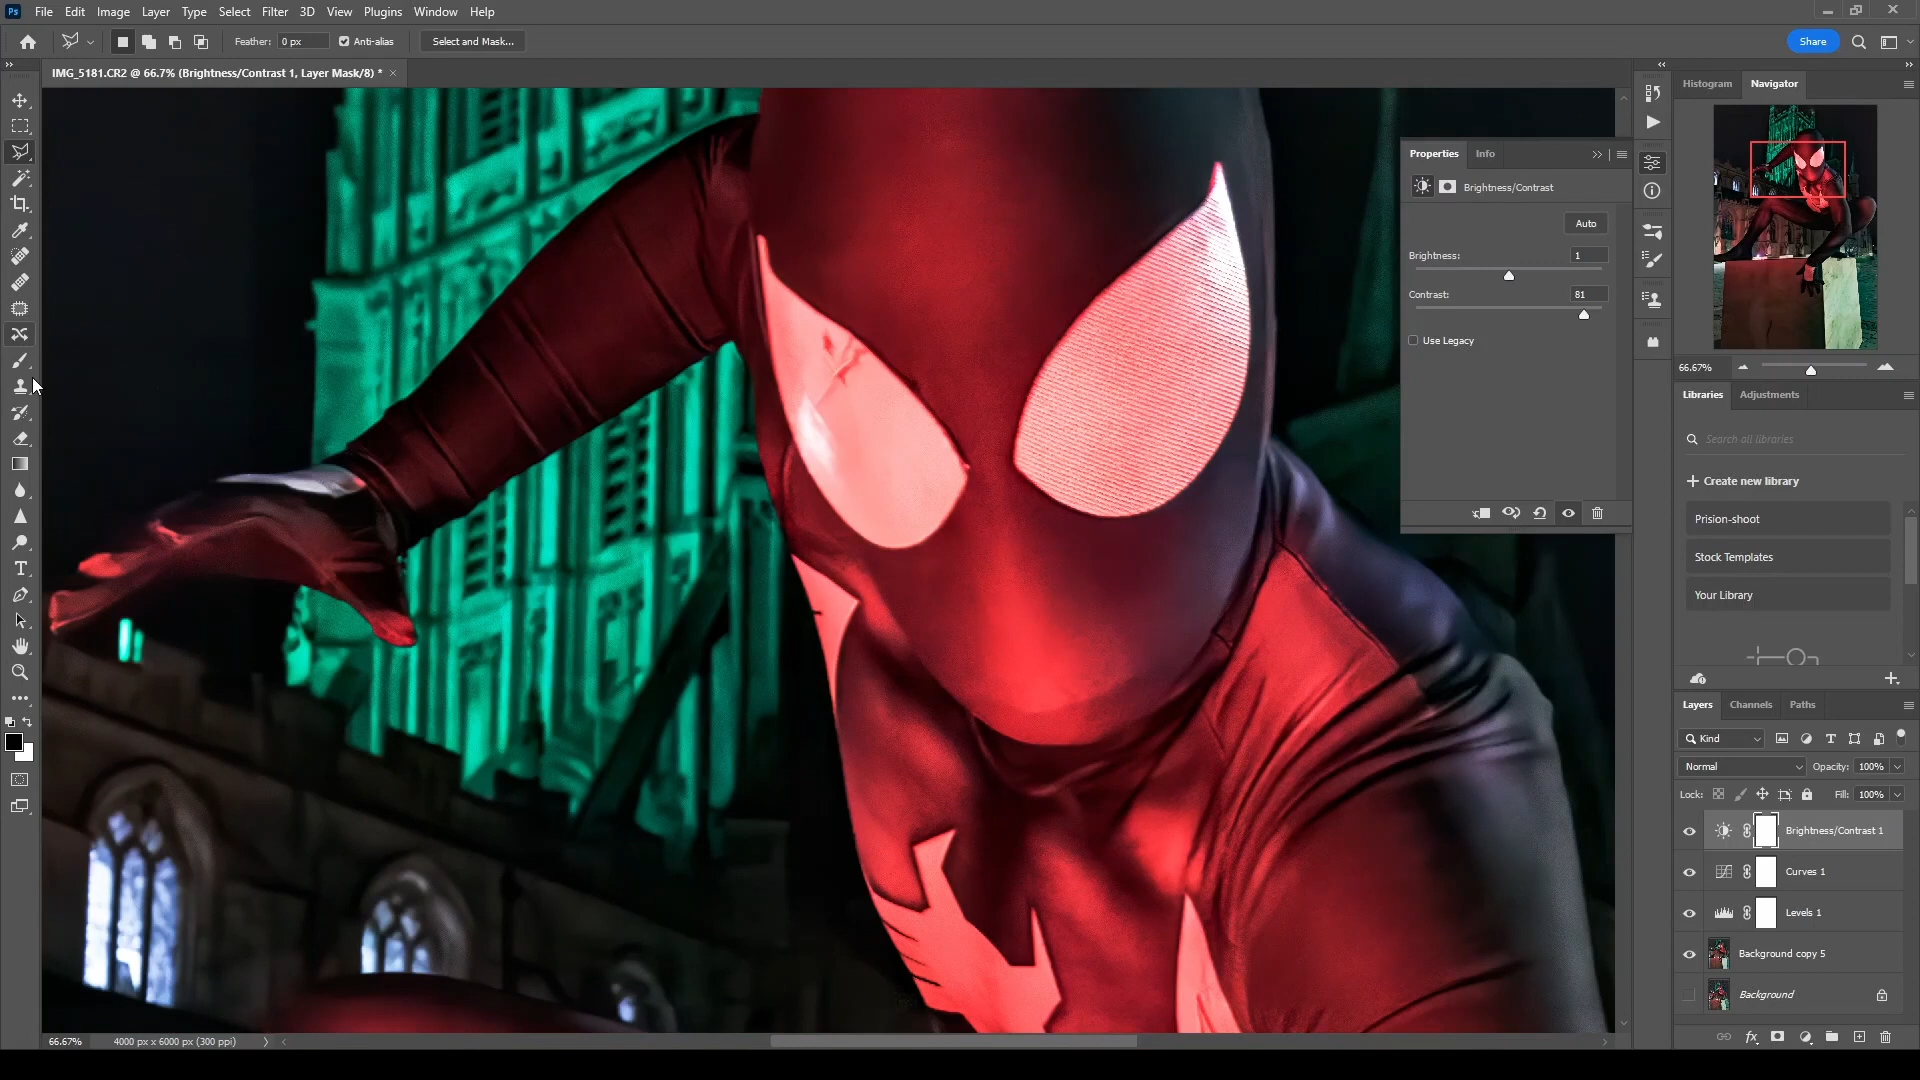 Ps File Edit Image Layer Type Select Filter 3D View Plugins Window Help
Feather: 0 px Anti-alias Select and Mask... Share
IMG_5181.CR2 @ 66.7% (Brightness/Contrast 1, Layer Mask/8) * ×
Histogram Navigator
Properties Info
Brightness/Contrast
Auto
Brightness: 1
Contrast: 81
Use Legacy
66.67%
Libraries Adjustments
Search all libraries
+ Create new library
Prision-shoot
Stock Templates
Your Library
Layers Channels Paths
Kind
Normal Opacity: 100%
Lock: Fill: 100%
Brightness/Contrast 1
Curves 1
Levels 1
Background copy 5
Background
fx
66.67% 4000 px x 6000 px (300 ppi)